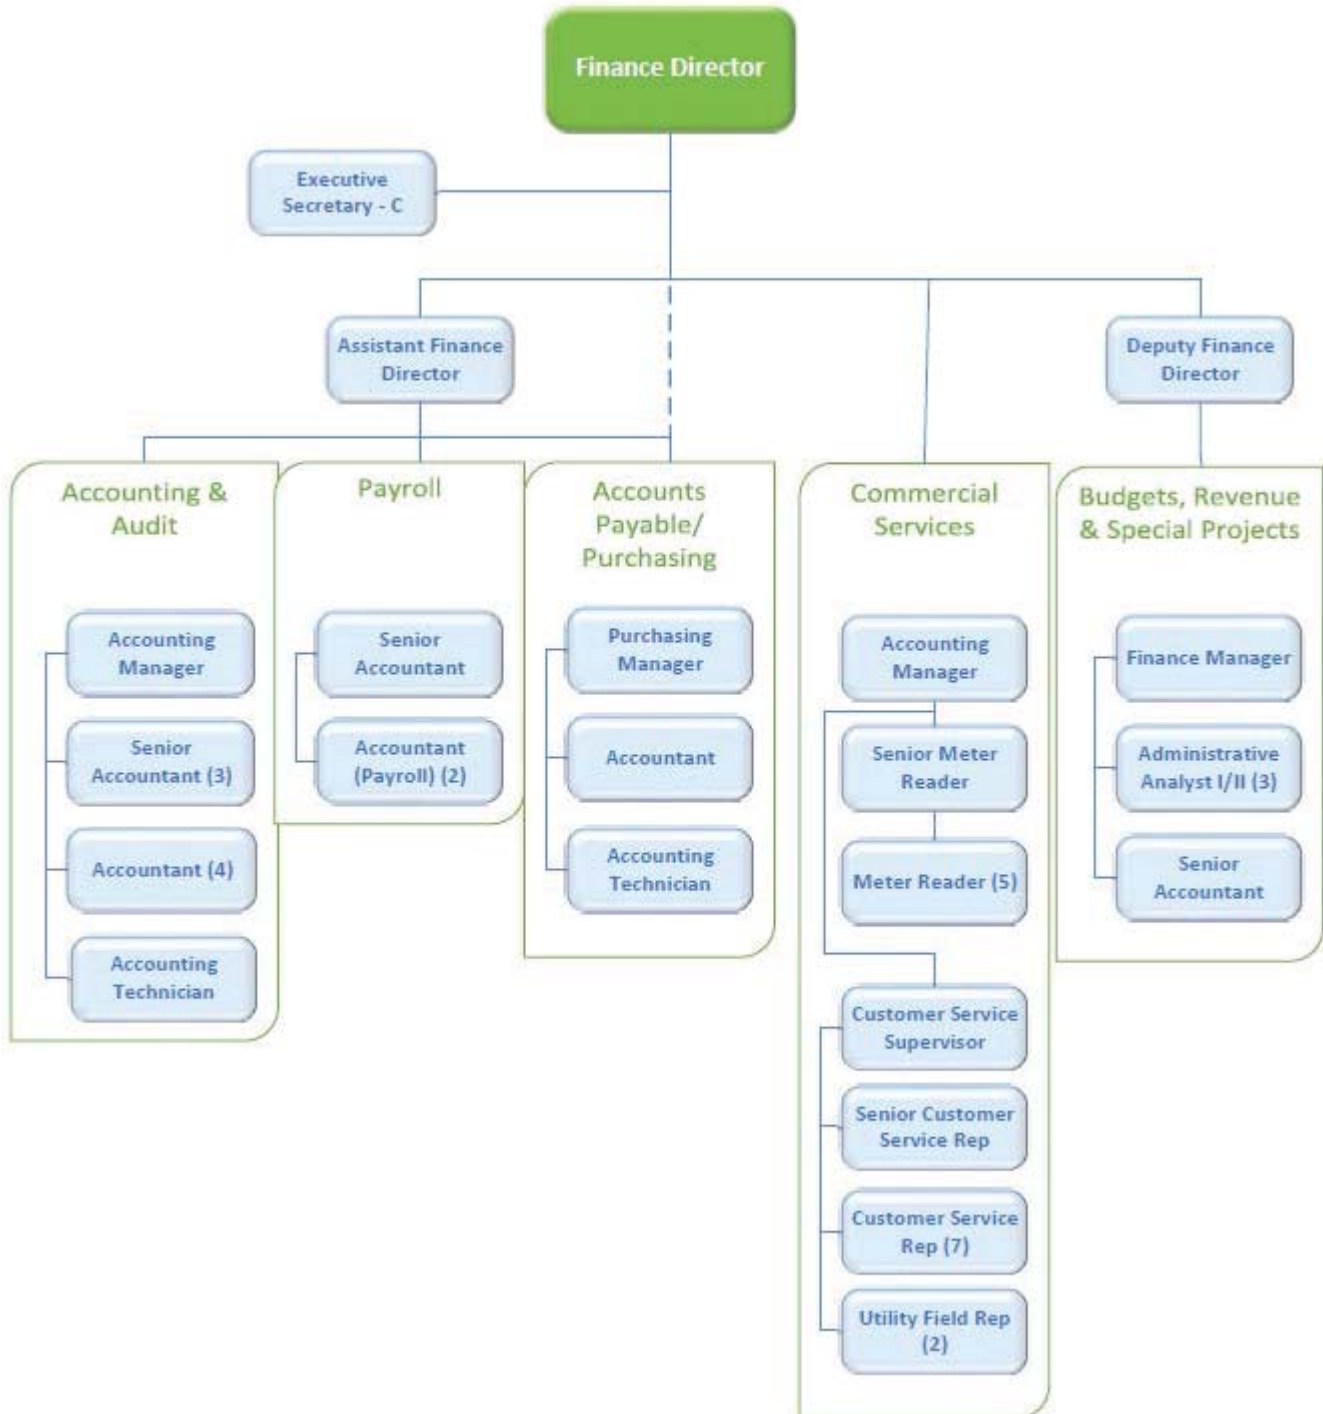 Finance Director
Executive
Secretary - C
Assistant Finance
Director
Deputy Finance
Director
Accounting &
Audit
Accounting
Manager
Senior
Accountant (3)
Accountant (4)
Accounting
Technician
Payroll
Senior
Accountant
Accountant
(Payroll) (2)
Accounts
Payable/
Purchasing
Purchasing
Manager
Accountant
Accounting
Technician
Commercial
Services
Accounting
Manager
Senior Meter
Reader
Meter Reader (5)
Customer Service
Supervisor
Senior Customer
Service Rep
Customer Service
Rep (7)
Utility Field Rep
(2)
Budgets, Revenue
& Special Projects
Finance Manager
Administrative
Analyst I/II (3)
Senior
Accountant